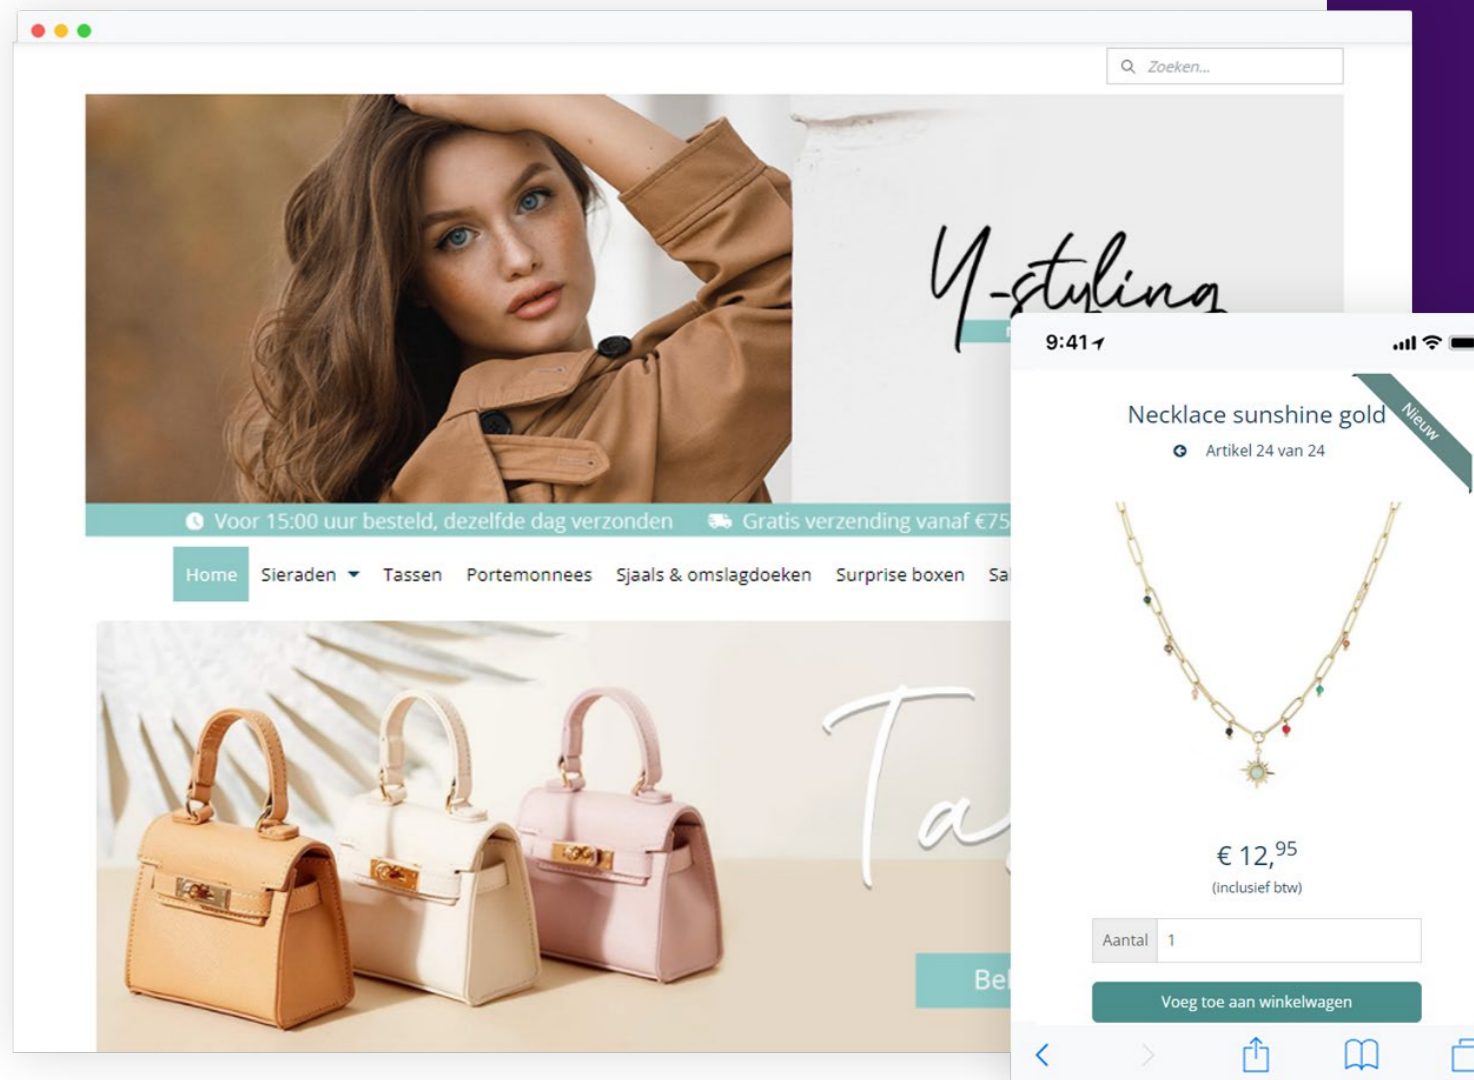 Zoeken...
Y-styling
Voor 15:00 uur besteld, dezelfde dag verzonden Gratis verzending vanaf €75
Home Sieraden Tassen Portemonnees Sjaals & omslagdoeken Surprise boxen
9:41
Nieuw
Necklace sunshine gold
Artikel 24 van 24
€ 12,95
(inclusief btw)
Aantal 1
Voeg toe aan winkelwagen